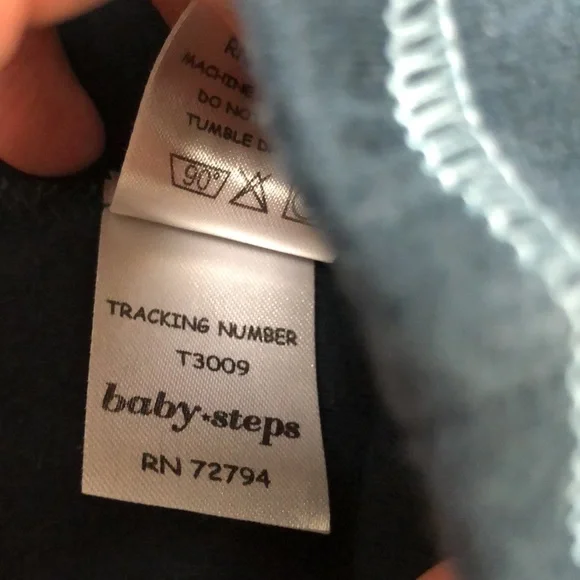 MACHINE
DO NO
TUMBLE D
90°
TRACKING NUMBER
T3009
baby★steps
RN 72794